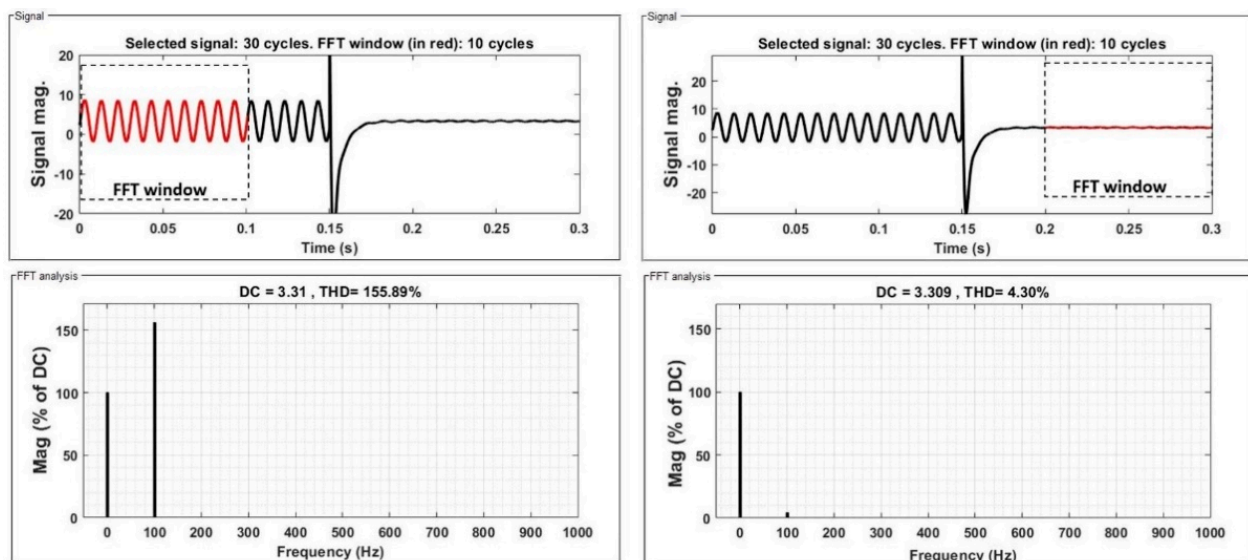 Signal
Selected signal: 30 cycles. FFT window (in red): 10 cycles
20
10
0
-10
-20
Signal mag.
FFT window
0 0.05 0.1 0.15 0.2 0.25 0.3
Time (s)
Signal
Selected signal: 30 cycles. FFT window (in red): 10 cycles
20
10
0
-10
-20
Signal mag.
FFT window
0 0.05 0.1 0.15 0.2 0.25 0.3
Time (s)
FFT analysis
DC = 3.31 , THD= 155.89%
150
100
50
0
Mag (% of DC)
0 100 200 300 400 500 600 700 800 900 1000
Frequency (Hz)
FFT analysis
DC = 3.309 , THD= 4.30%
150
100
50
0
Mag (% of DC)
0 100 200 300 400 500 600 700 800 900 1000
Frequency (Hz)